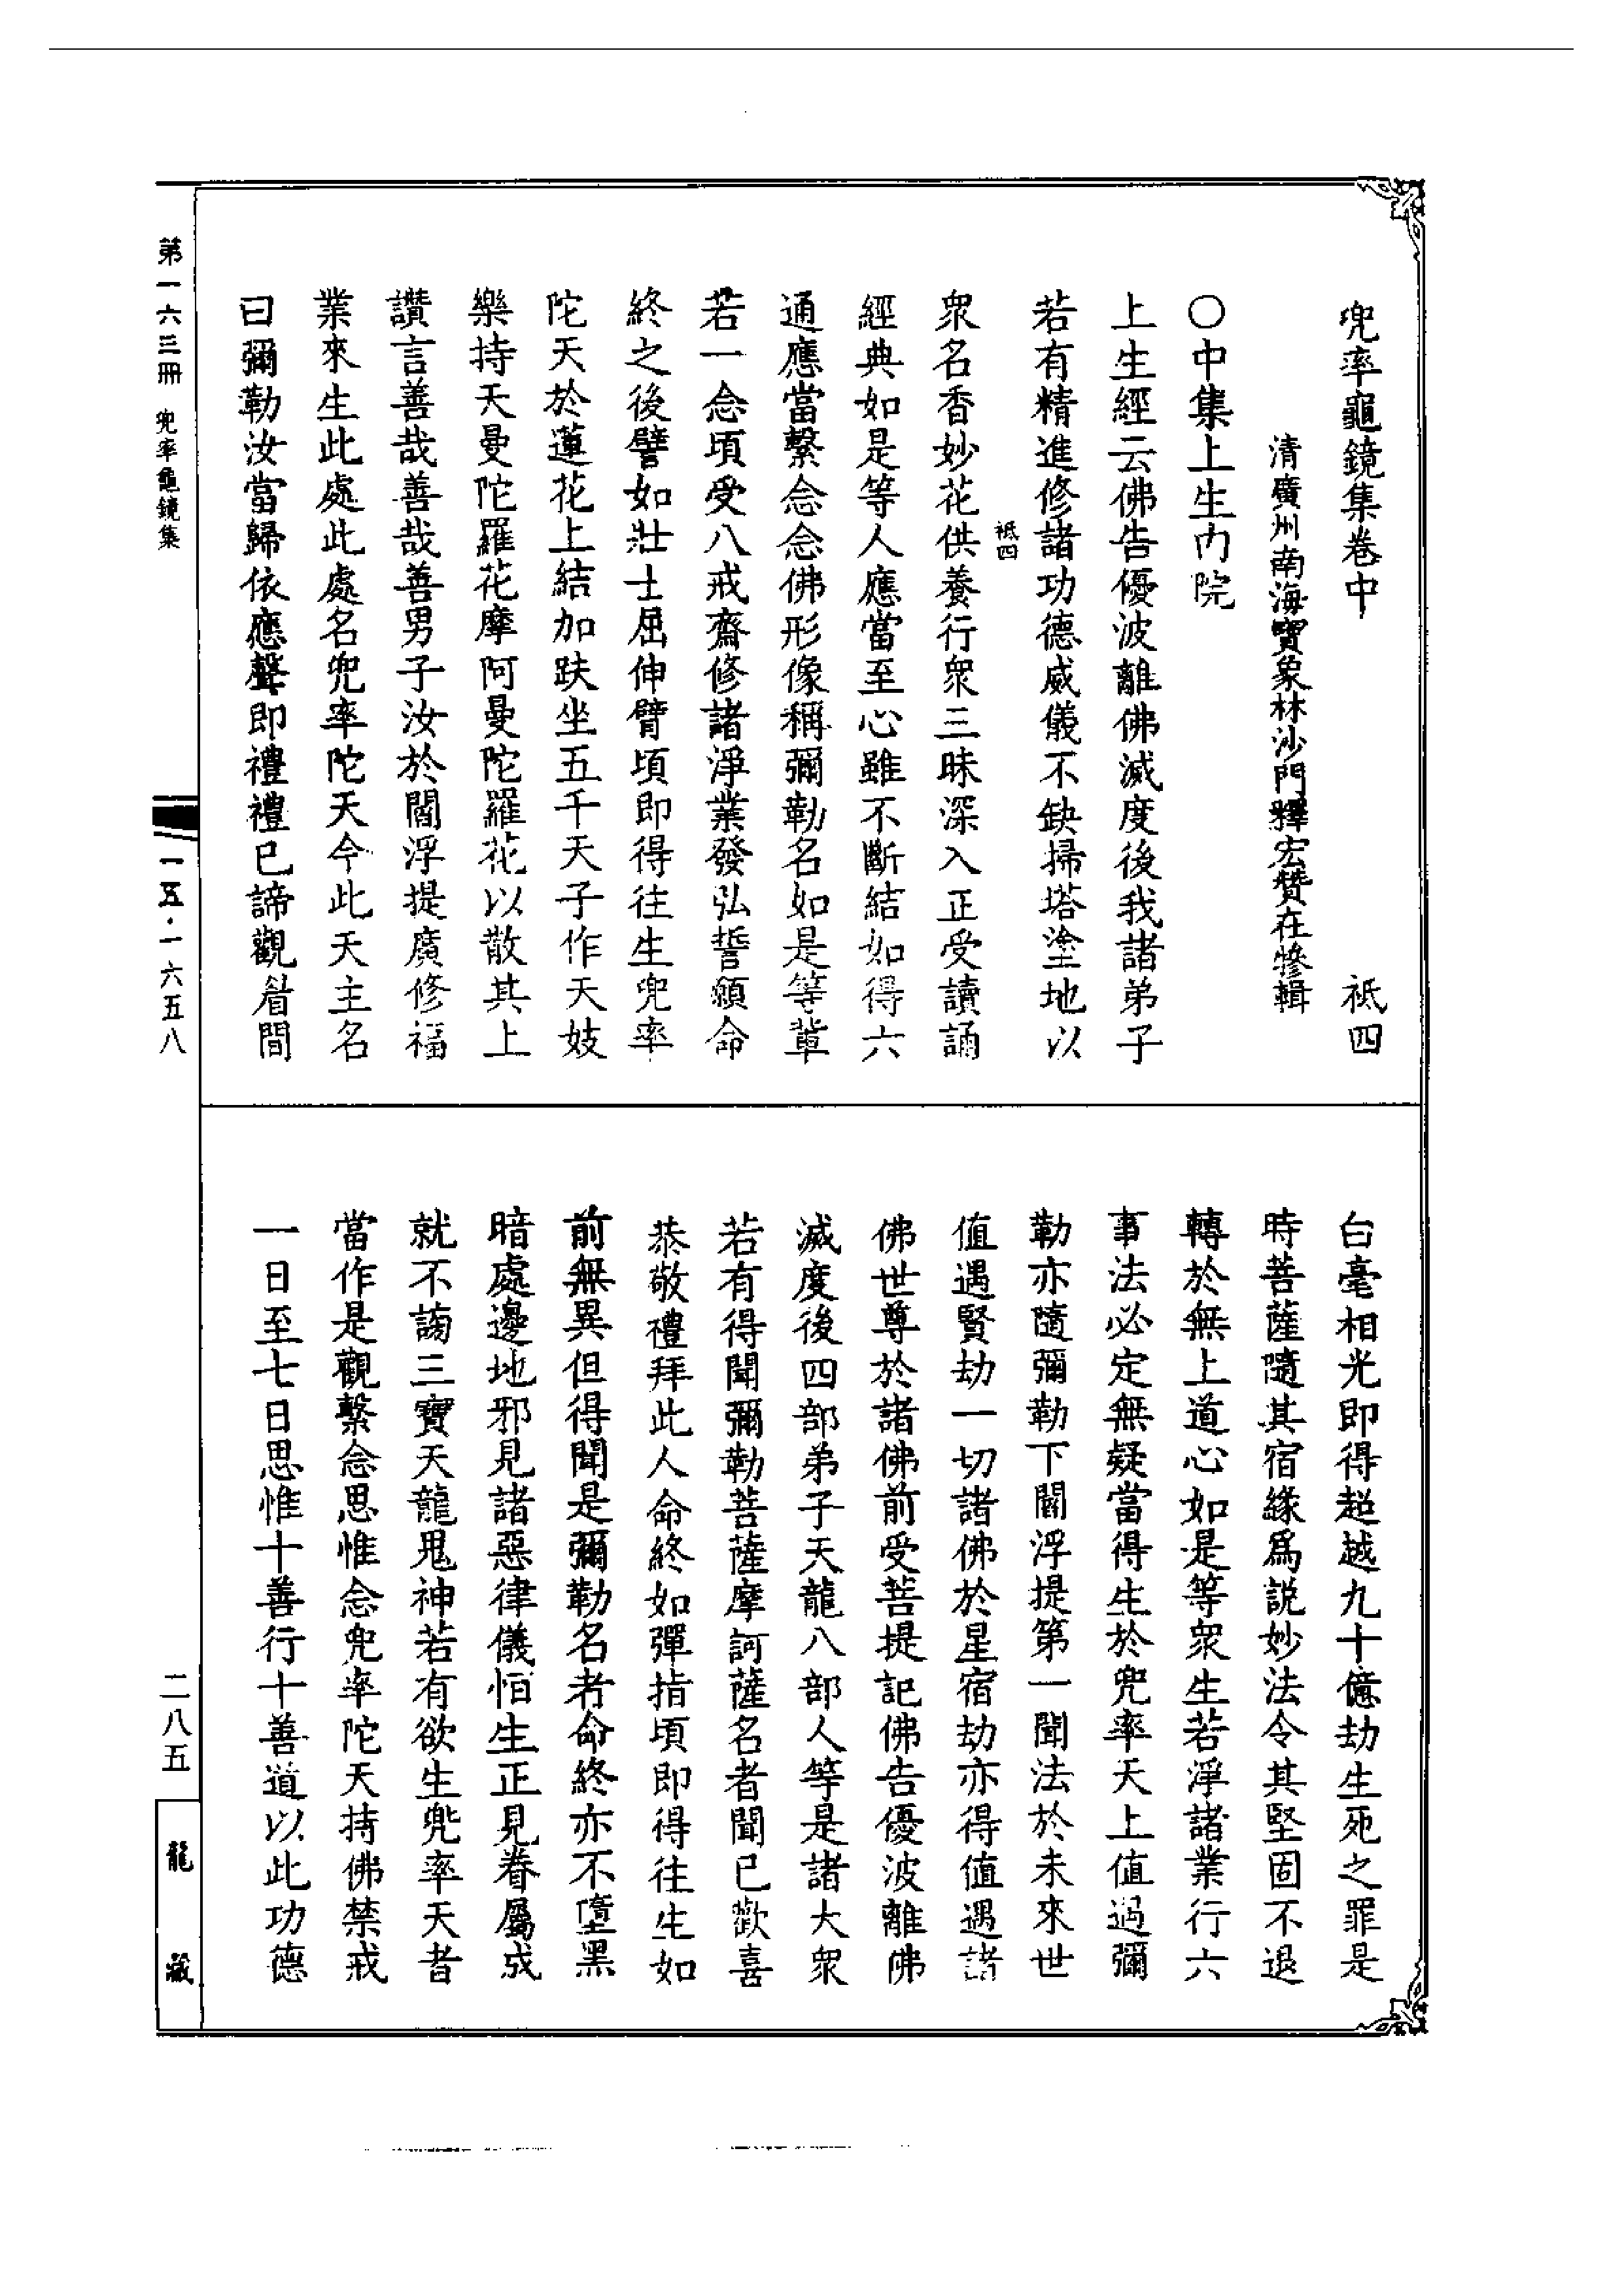 兜率龜鏡集卷中　祗四
清廣州南海寶象林沙門釋宏贊在犙輯
〇中集上生內院
上生經云佛告優波離佛滅度後我諸弟子
若有精進修諸功德威儀不缺掃塔塗地以
祗四
衆名香妙花供養行衆三昧深入正受讀誦
經典如是等人應當至心雖不斷結如得六
通應當繫念念佛形像稱彌勒名如是等輩
若一念頃受八戒齋修諸淨業發弘誓願命
終之後譬如壯士屈伸臂頃即得往生兜率
陀天於蓮花上結加趺坐五千天子作天妓
樂持天曼陀羅花摩訶曼陀羅花以散其上
讚言善哉善哉善男子汝於閻浮提廣修福
業來生此處此處名兜率陀天今此天主名
曰彌勒汝當歸依應聲即禮禮已諦觀眉間
白毫相光即得超越九十億劫生死之罪是
時菩薩隨其宿緣爲説妙法令其堅固不退
轉於無上道心如是等衆生若淨諸業行六
事法必定無疑當得生於兜率天上值遇彌
勒亦隨彌勒下閻浮提第一聞法於未來世
值遇賢劫一切諸佛於星宿劫亦得值遇諸
佛世尊於諸佛前受菩提記佛告優波離佛
滅度後四部弟子天龍八部人等是諸大衆
若有得聞彌勒菩薩摩訶薩名者聞已歡喜
恭敬禮拜此人命終如彈指頃即得往生如
前無異但得聞是彌勒名者命終亦不墮黑
暗處邊地邪見諸惡律儀恒生正見眷屬成
就不謗三寶天龍鬼神若有欲生兜率天者
當作是觀繫念思惟念兜率陀天持佛禁戒
一日至七日思惟十善行十善道以此功德
第一六三冊　兜率龜鏡集
一五·一六五八
二八五
龍藏